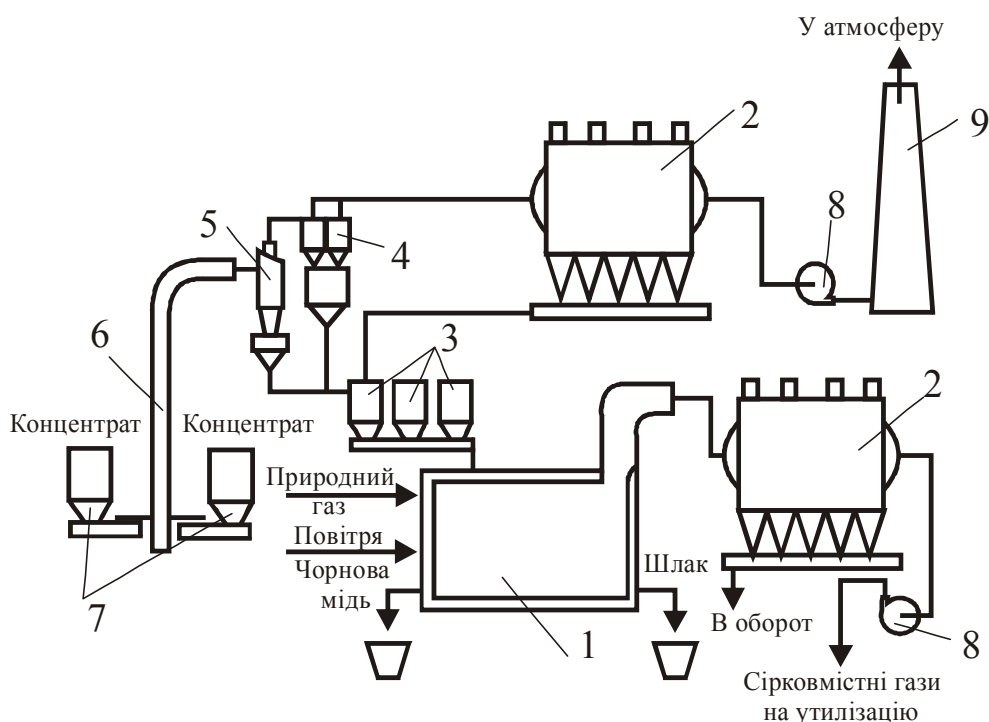 У атмосферу
2
9
8
5
4
6
3
Концентрат
Концентрат
2
Природний
газ
Повітря
Чорнова
мідь
Шлак
7
1
В оборот
8
Сірковмістні гази
на утилізацію